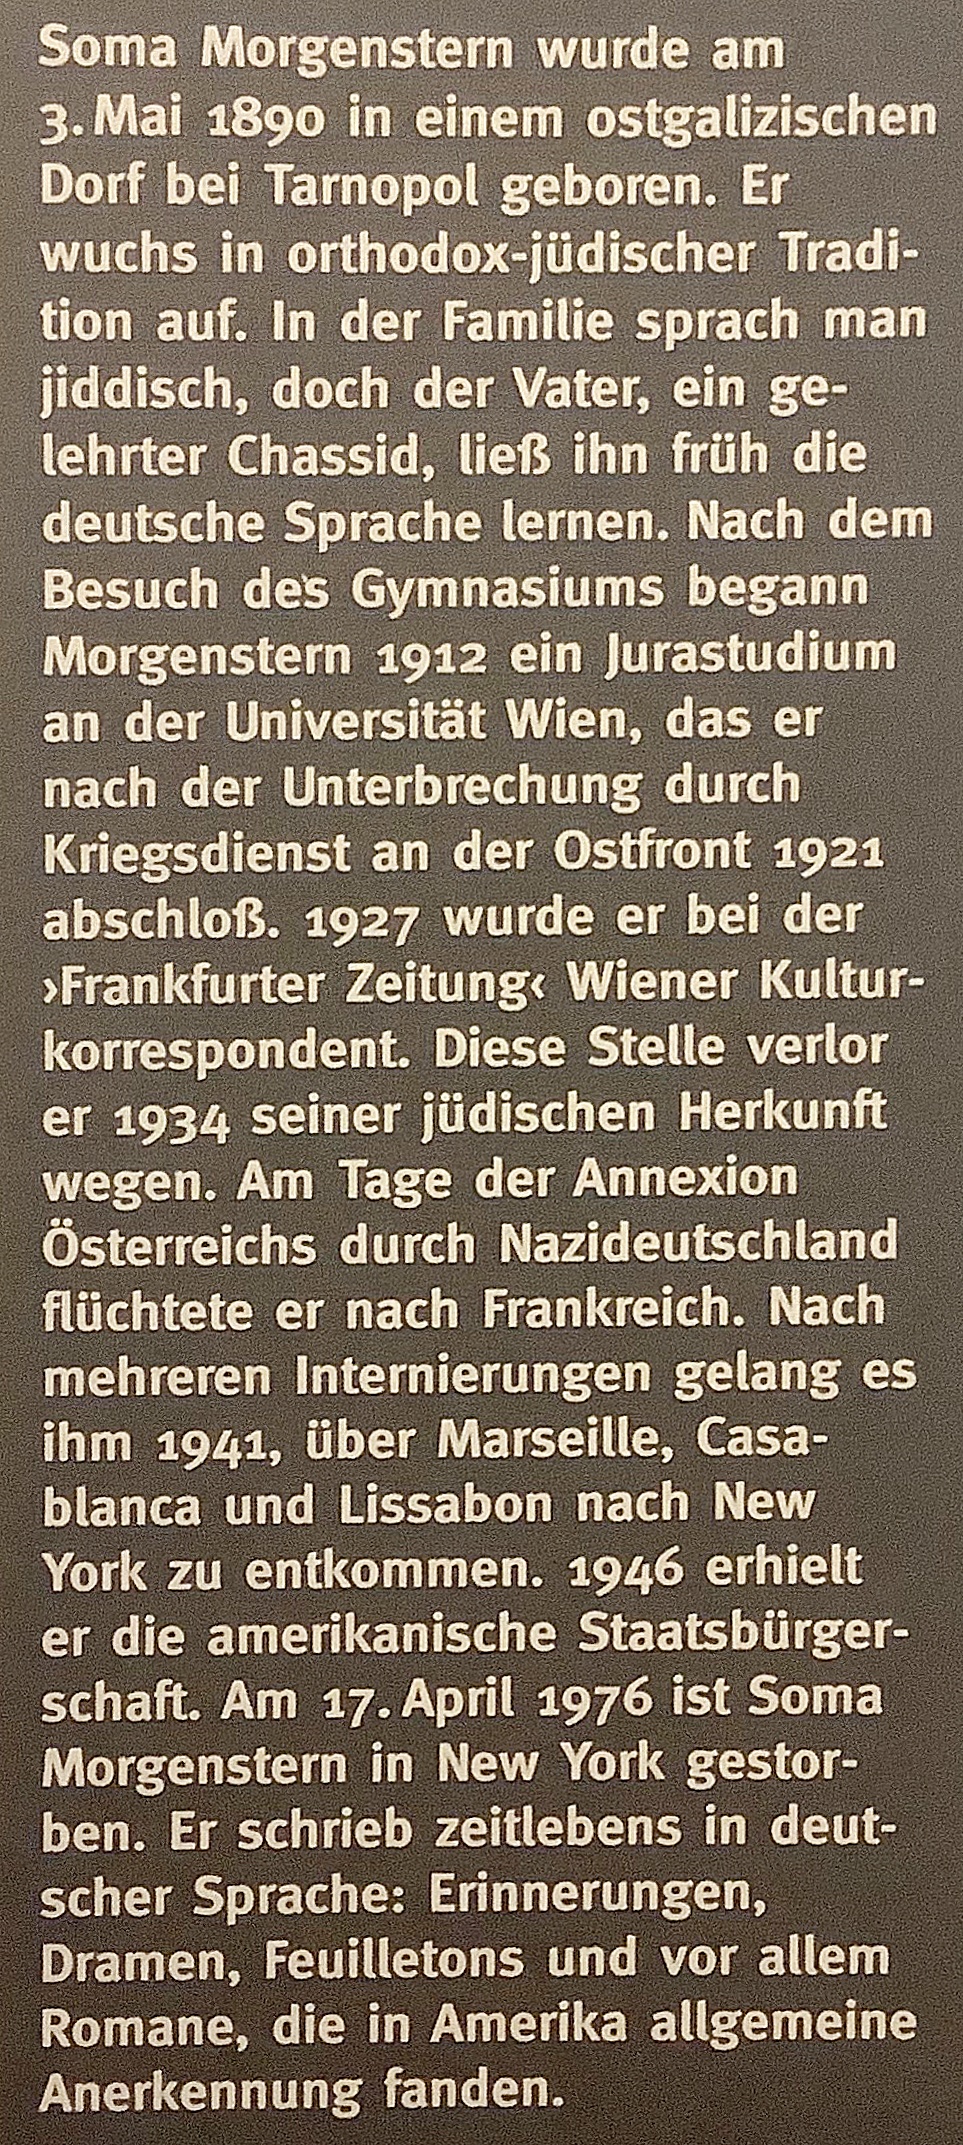 Soma Morgenstern wurde am
3. Mai 1890 in einem ostgalizischen
Dorf bei Tarnopol geboren. Er
wuchs in orthodox-jüdischer Tradi-
tion auf. In der Familie sprach man
jiddisch, doch der Vater, ein ge-
lehrter Chassid, ließ ihn früh die
deutsche Sprache lernen. Nach dem
Besuch des Gymnasiums begann
Morgenstern 1912 ein Jurastudium
an der Universität Wien, das er
nach der Unterbrechung durch
Kriegsdienst an der Ostfront 1921
abschloß. 1927 wurde er bei der
›Frankfurter Zeitung‹ Wiener Kultur-
korrespondent. Diese Stelle verlor
er 1934 seiner jüdischen Herkunft
wegen. Am Tage der Annexion
Österreichs durch Nazideutschland
flüchtete er nach Frankreich. Nach
mehreren Internierungen gelang es
ihm 1941, über Marseille, Casa-
blanca und Lissabon nach New
York zu entkommen. 1946 erhielt
er die amerikanische Staatsbürger-
schaft. Am 17. April 1976 ist Soma
Morgenstern in New York gestor-
ben. Er schrieb zeitlebens in deut-
scher Sprache: Erinnerungen,
Dramen, Feuilletons und vor allem
Romane, die in Amerika allgemeine
Anerkennung fanden.